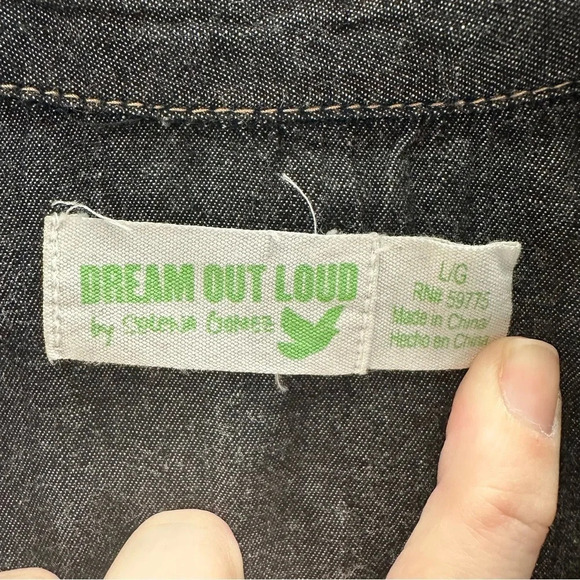 DREAM OUT LOUD
by SELENA GOMEZ
L/G
RN# 59775
Made in China
Hecho en China